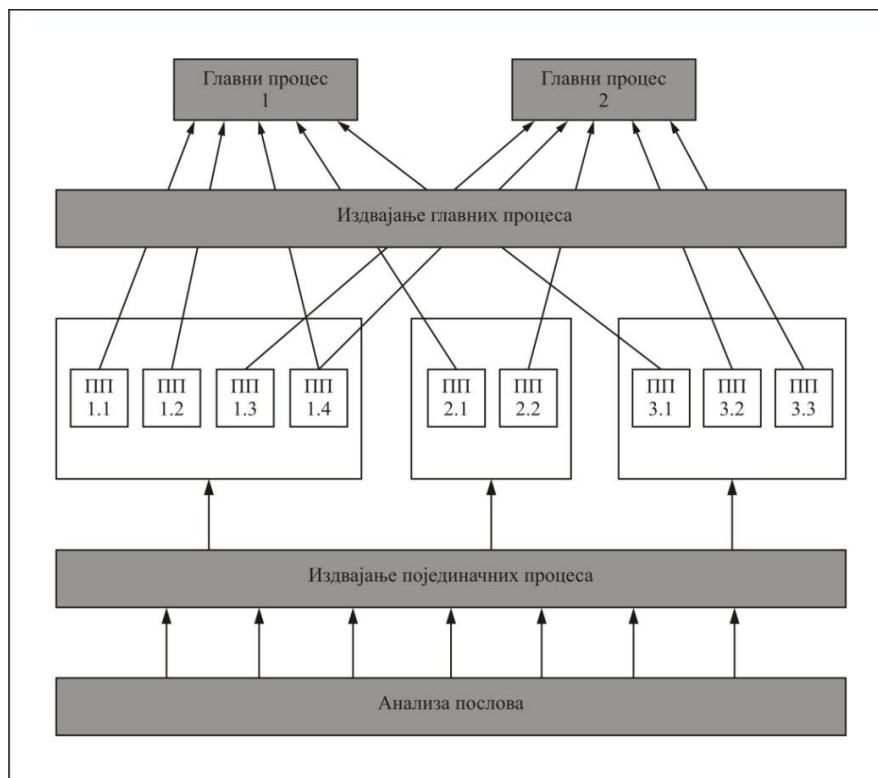 Главни процес
1
Главни процес
2
Издвајање главних процеса
ПП
1.1
ПП
1.2
ПП
1.3
ПП
1.4
ПП
2.1
ПП
2.2
ПП
3.1
ПП
3.2
ПП
3.3
Издвајање појединачних процеса
Анализа послова